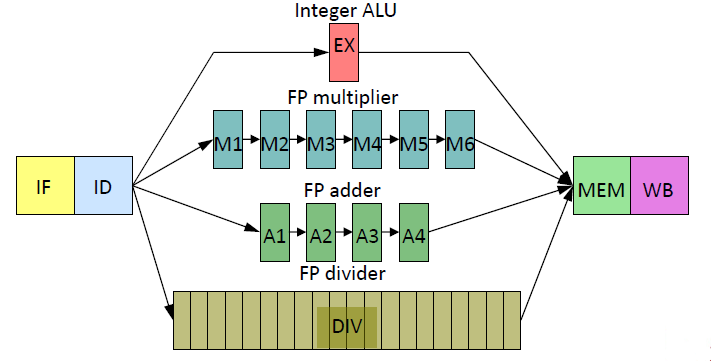 Integer ALU
EX
FP multiplier
M1 M2 M3 M4 M5 M6
IF ID
MEM WB
FP adder
A1 A2 A3 A4
FP divider
DIV